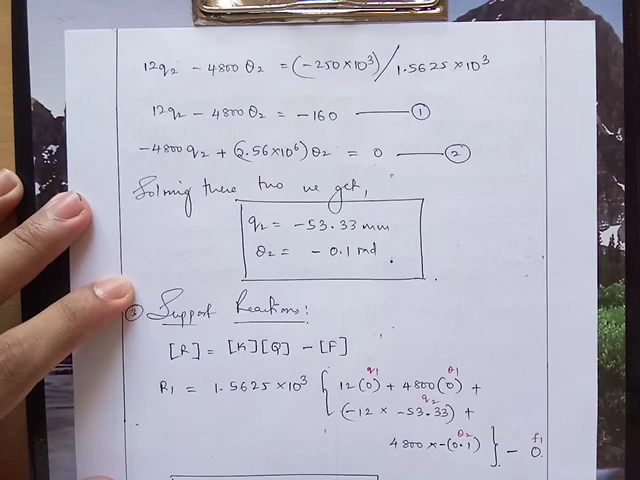 12q2 - 4800 θ2 = (-250×10³)/1.5625×10³
12q2 - 4800 θ2 = -160 ——— ①
-4800 q2 + (2.56×10⁶) θ2 = 0 ——— ②
Solving these two we get,
q2 = -53.33 mm
θ2 = - 0.1 rad.
③ Support Reactions:
[R] = [K][Q] - [F]
q1 θ1
R1 = 1.5625×10³ { 12(0) + 4800(0) +
q2
(-12 × -53.33) +
θ2 f1
4800 × -(0.1) } - 0.